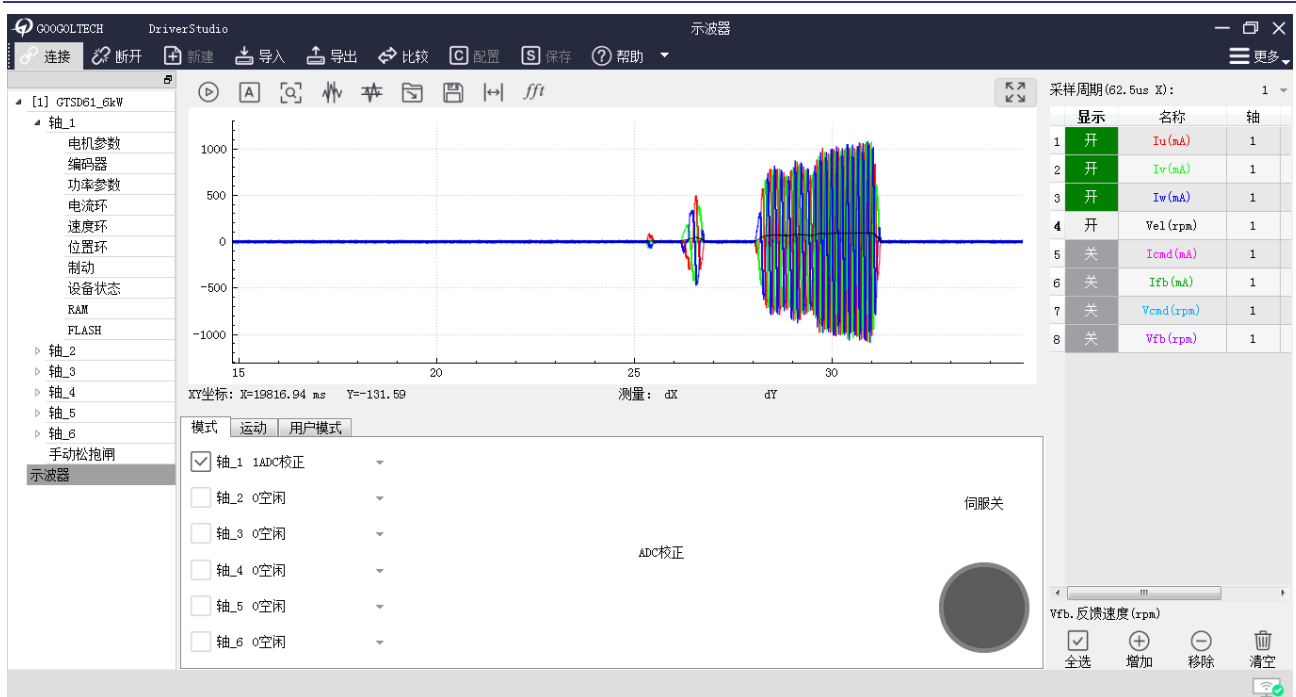 GOOGOLTECH DriverStudio 示波器
连接 断开 新建 导入 导出 比较 C 配置 S 保存 ? 帮助 更多
[1] GTSD61_6kW
轴_1
电机参数
编码器
功率参数
电流环
速度环
位置环
制动
设备状态
RAM
FLASH
轴_2
轴_3
轴_4
轴_5
轴_6
手动松抱闸
示波器
A fft
1000
500
0
-500
-1000
15 20 25 30
XY坐标: X=19816.94 ms Y=-131.59 测量: dX dY
模式 运动 用户模式
轴_1 1ADC校正
轴_2 0空闲
轴_3 0空闲
轴_4 0空闲
轴_5 0空闲
轴_6 0空闲
ADC校正
伺服关
采样周期(62.5us X): 1
显示 名称 轴
1 开 Iu(mA) 1
2 开 Iv(mA) 1
3 开 Iw(mA) 1
4 开 Vel(rpm) 1
5 关 Icmd(mA) 1
6 关 Ifb(mA) 1
7 关 Vcmd(rpm) 1
8 关 Vfb(rpm) 1
Vfb.反馈速度(rpm)
全选 增加 移除 清空